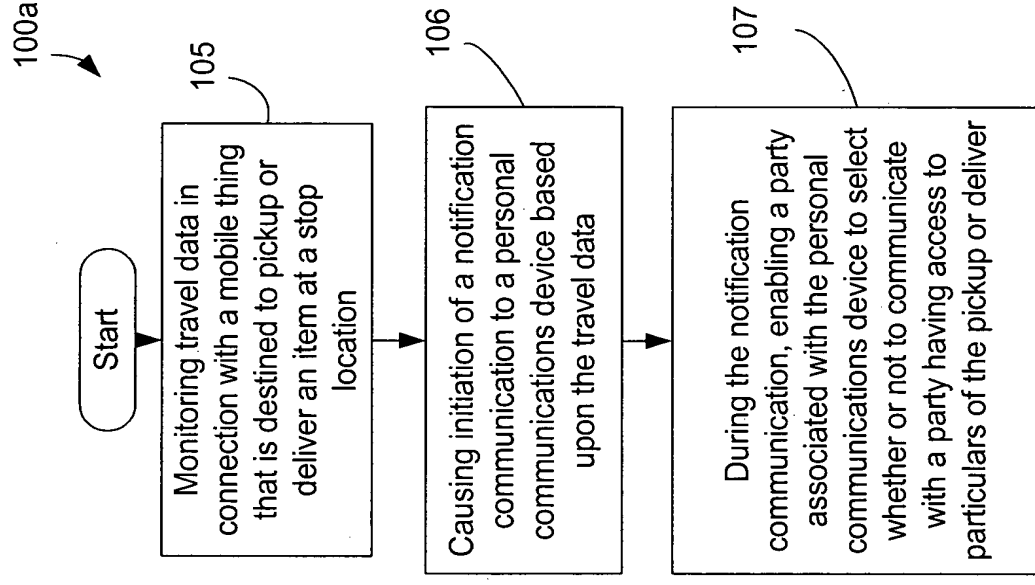 100a
Start
105
Monitoring travel data in
connection with a mobile thing
that is destined to pickup or
deliver an item at a stop
location
106
Causing initiation of a notification
communication to a personal
communications device based
upon the travel data
107
During the notification
communication, enabling a party
associated with the personal
communications device to select
whether or not to communicate
with a party having access to
particulars of the pickup or deliver